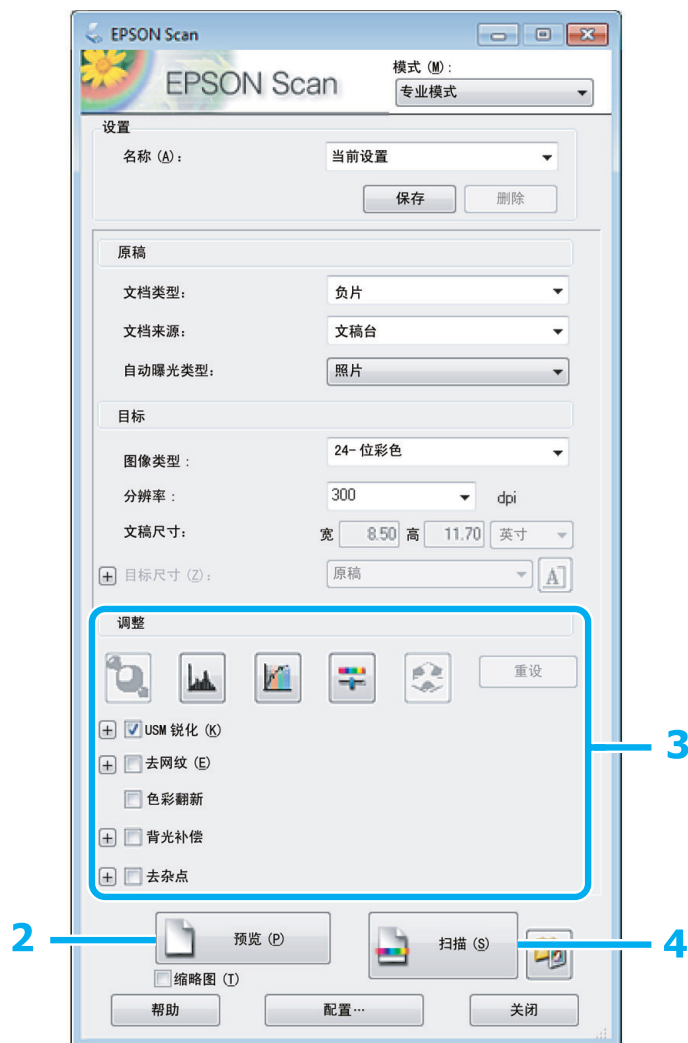 EPSON Scan
EPSON Scan
模式 (M) :
专业模式
设置
名称 (A) :
当前设置
保存 删除
原稿
文档类型:
负片
文档来源:
文稿台
自动曝光类型:
照片
目标
图像类型 :
24-位彩色
分辨率 :
300 dpi
文稿尺寸:
宽 8.50 高 11.70 英寸
目标尺寸 (Z) :
原稿
A
调整
重设
USM 锐化 (K)
去网纹 (E)
色彩翻新
背光补偿
去杂点
3
2
预览 (P)
扫描 (S)
4
缩略图 (T)
帮助 配置… 关闭